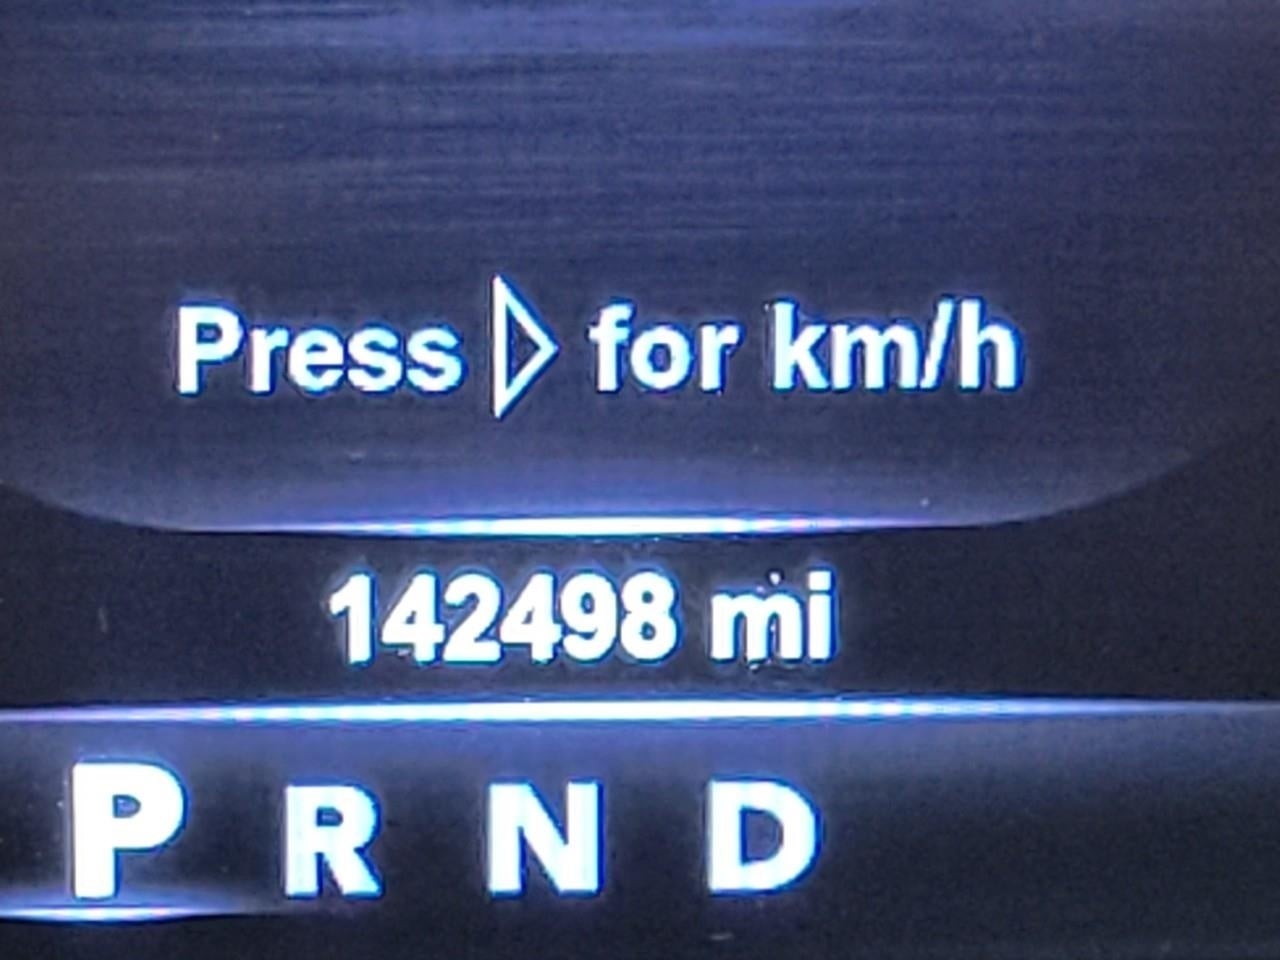 Press ▷ for km/h
142498 mi
P R N D